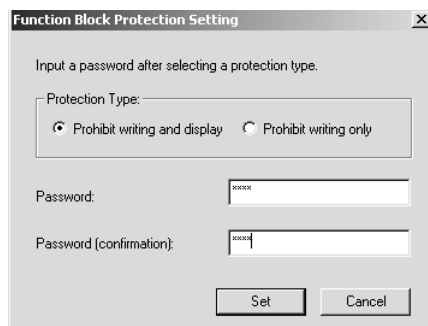 Function Block Protection Setting
Input a password after selecting a protection type.
Protection Type:
Prohibit writing and display Prohibit writing only
Password: ****
Password (confirmation): ****
Set Cancel